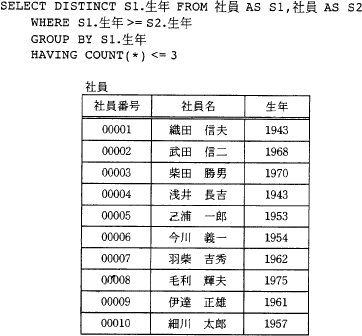 SELECT DISTINCT S1.生年 FROM 社員 AS S1,社員 AS S2
WHERE S1.生年>= S2.生年
GROUP BY S1.生年
HAVING COUNT(*) <= 3
社員
社員番号 社員名 生年
00001 織田 信夫 1943
00002 武田 信二 1968
00003 柴田 勝男 1970
00004 浅井 長吉 1943
00005 一郎 1953
00006 今川 義一 1954
00007 羽柴 吉秀 1962
00008 毛利 輝夫 1975
00009 伊達 正雄 1961
00010 細川 太郎 1957